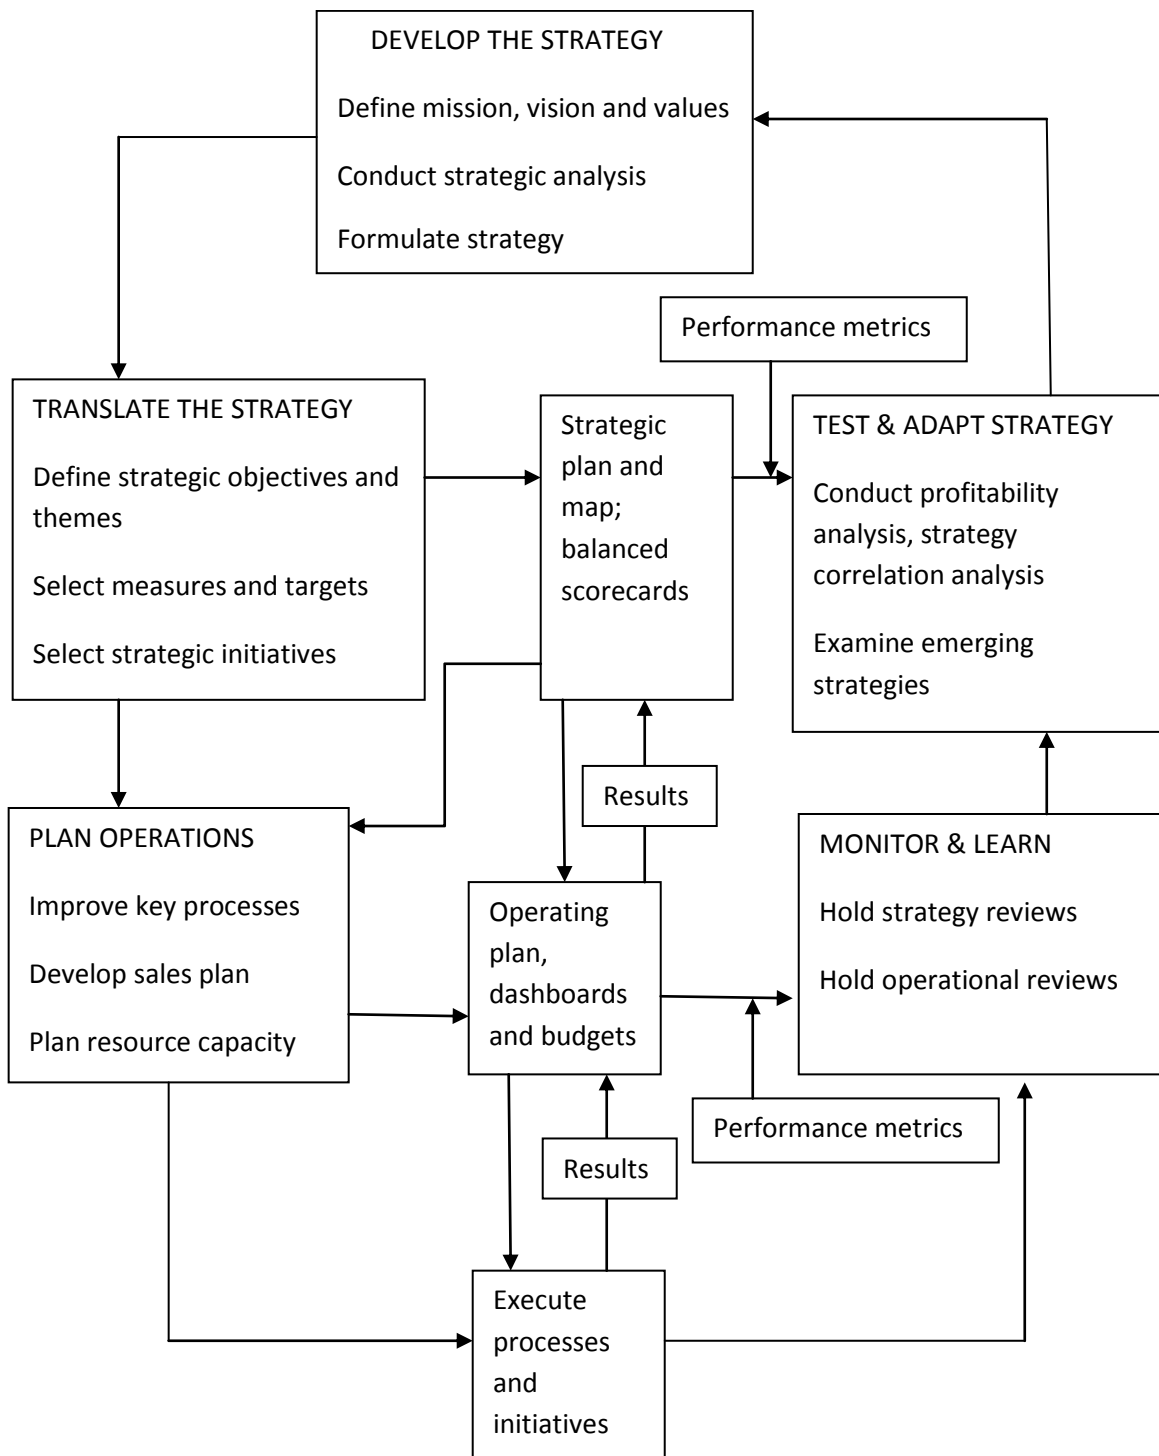 DEVELOP THE STRATEGY
Define mission, vision and values
Conduct strategic analysis
Formulate strategy
Performance metrics
TRANSLATE THE STRATEGY
Define strategic objectives and
themes
Select measures and targets
Select strategic initiatives
Strategic
plan and
map;
balanced
scorecards
TEST & ADAPT STRATEGY
Conduct profitability
analysis, strategy
correlation analysis
Examine emerging
strategies
Results
PLAN OPERATIONS
Improve key processes
Develop sales plan
Plan resource capacity
Operating
plan,
dashboards
and budgets
MONITOR & LEARN
Hold strategy reviews
Hold operational reviews
Performance metrics
Results
Execute
processes
and
initiatives